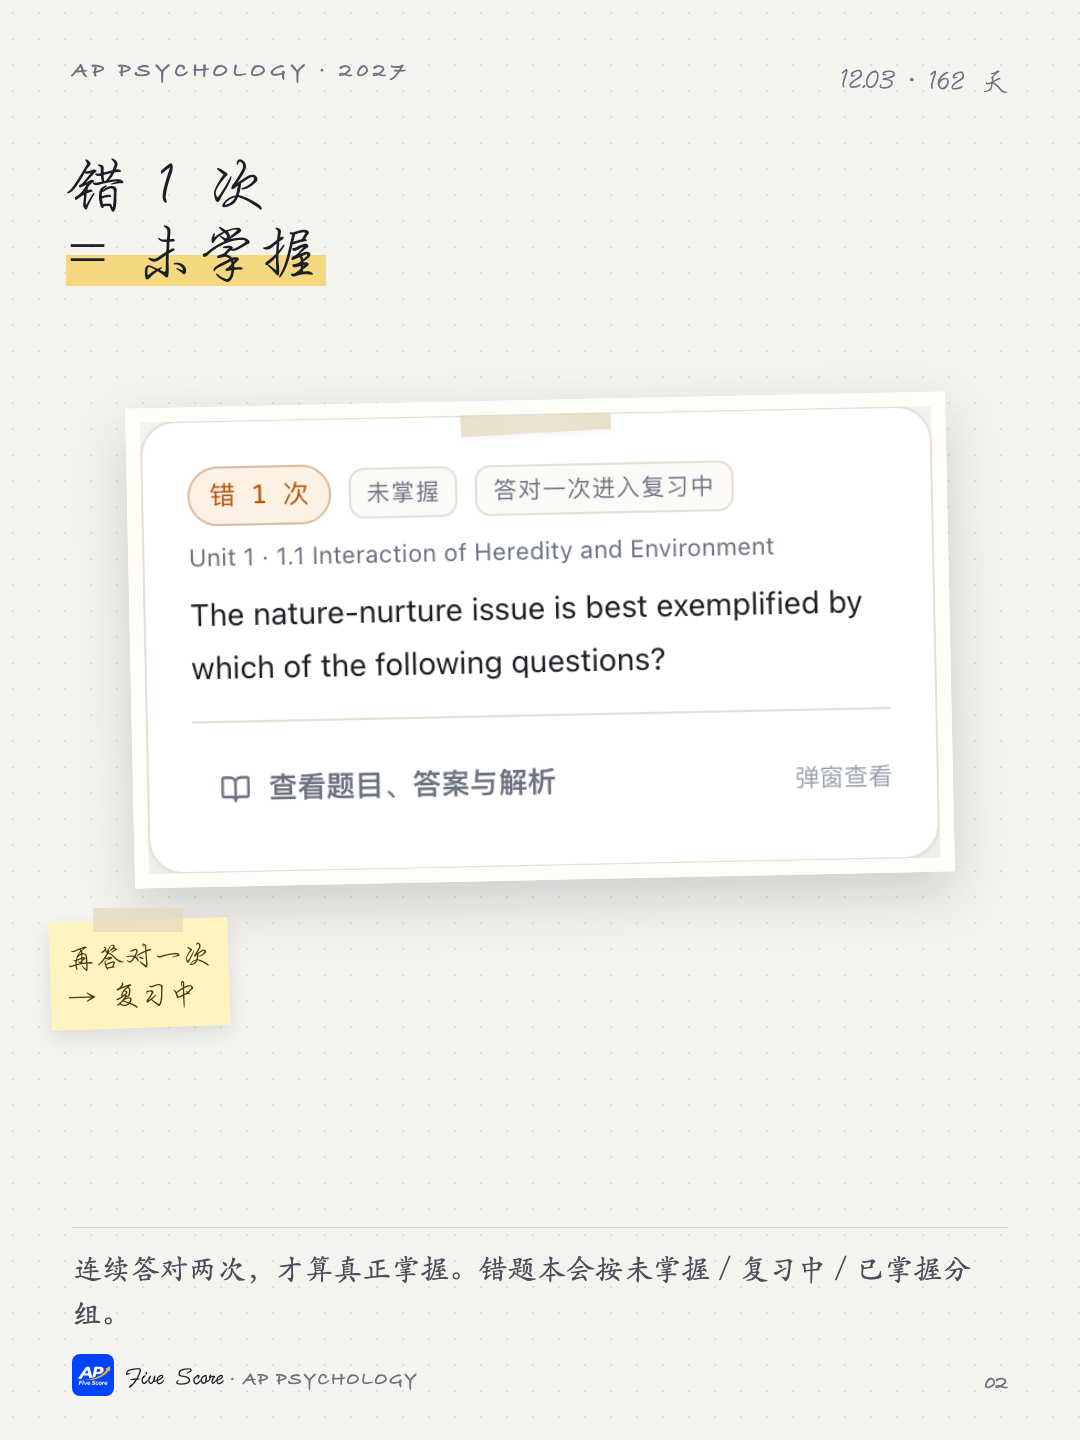 AP PSYCHOLOGY · 2027
12.03 · 162 天
错 1 次
= 未掌握
错 1 次
未掌握
答对一次进入复习中
Unit 1 · 1.1 Interaction of Heredity and Environment
The nature-nurture issue is best exemplified by
which of the following questions?
查看题目、答案与解析
弹窗查看
再答对一次
→ 复习中
连续答对两次，才算真正掌握。错题本会按未掌握 / 复习中 / 已掌握分
组。
AP
Five Score
Five Score · AP PSYCHOLOGY
02